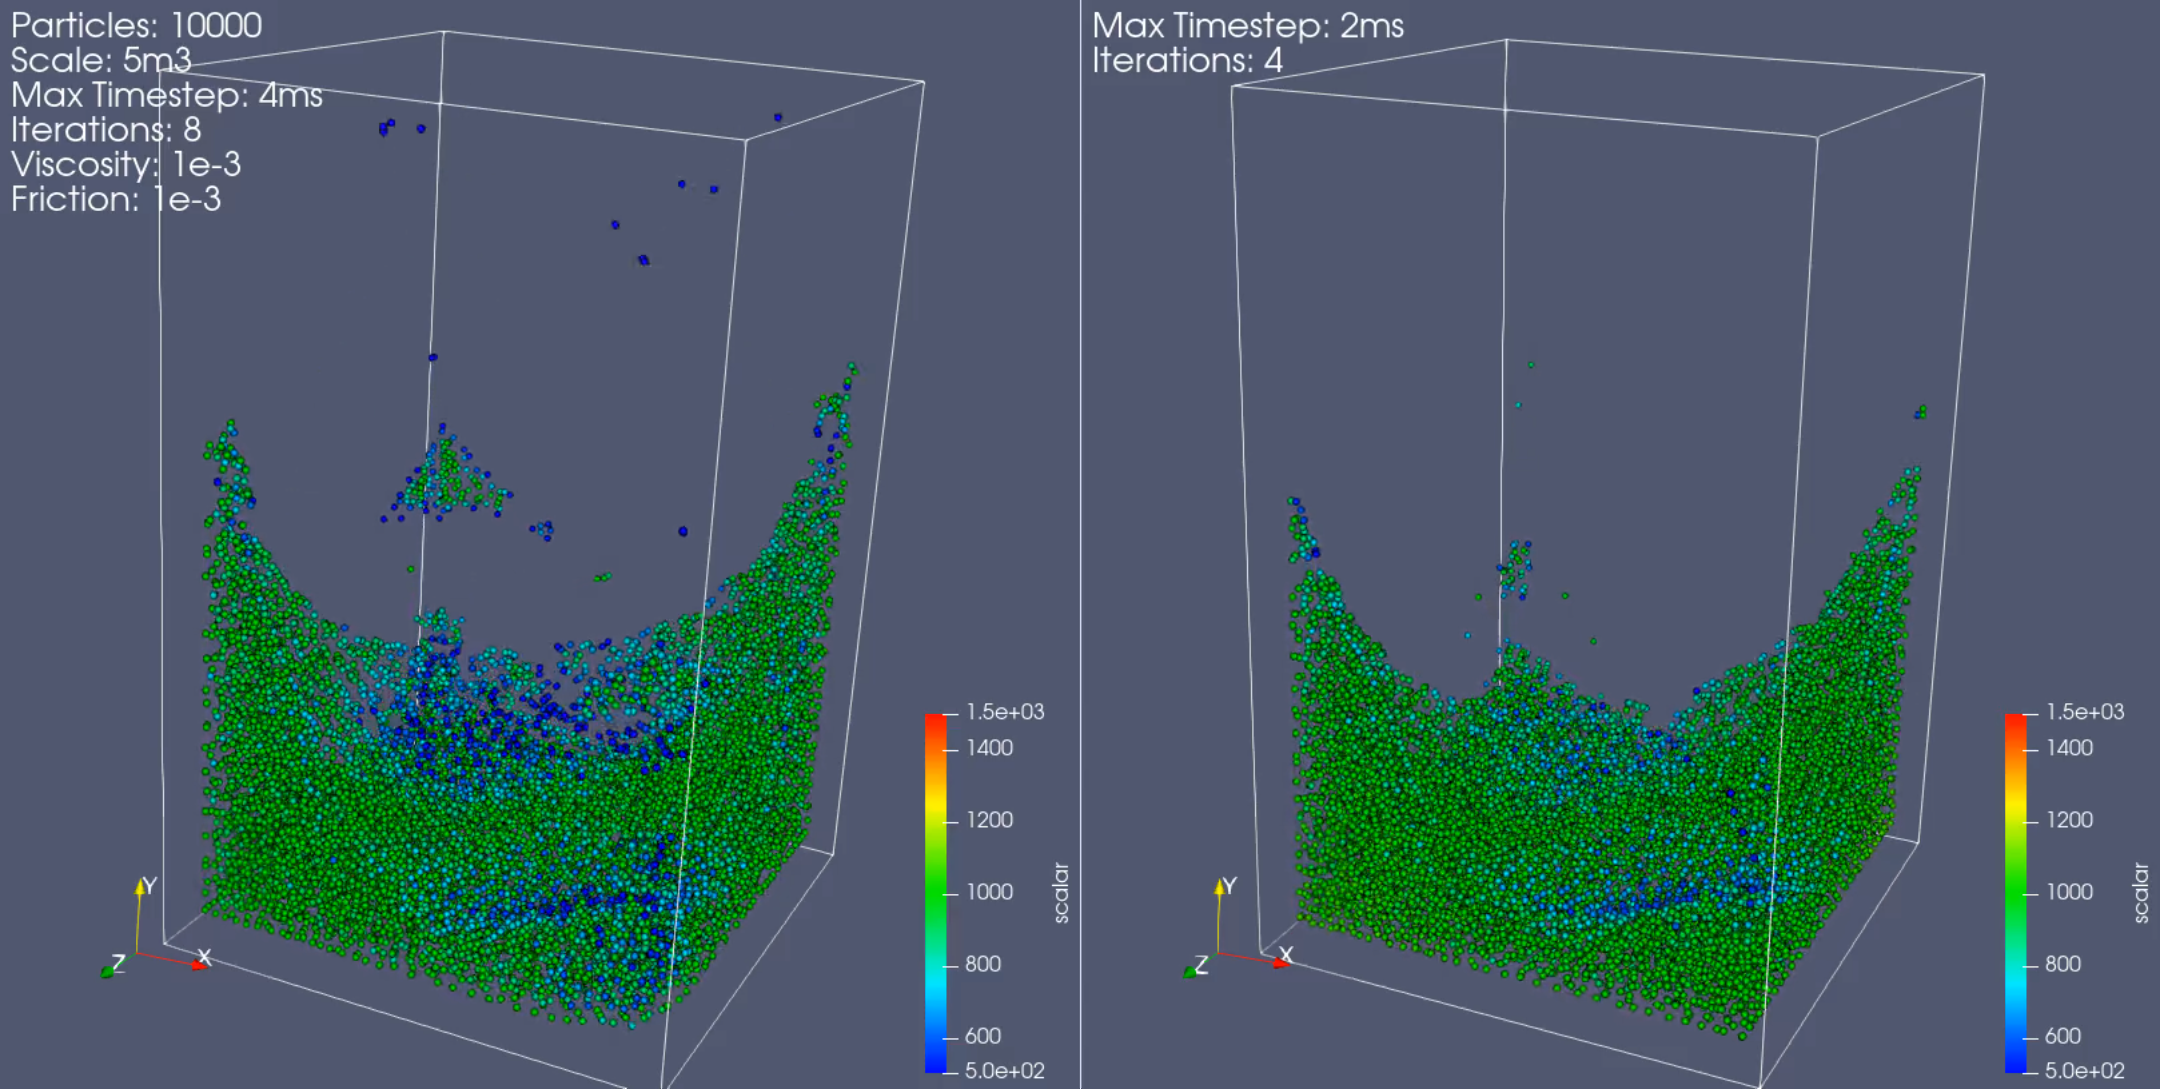 Particles: 10000
Scale: 5m3
Max Timestep: 4ms
Iterations: 8
Viscosity: 1e-3
Friction: 1e-3
1.5e+03
1400
1200
1000
800
600
5.0e+02
scalar
Y
Z
X
Max Timestep: 2ms
Iterations: 4
1.5e+03
1400
1200
1000
800
600
5.0e+02
scalar
Y
Z
X